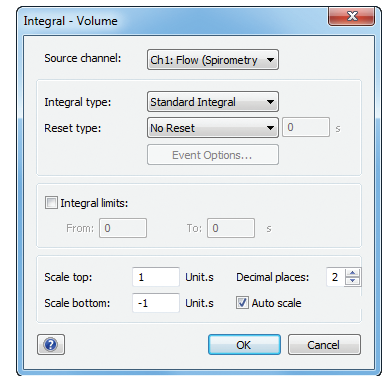 Integral - Volume
Source channel: Ch1: Flow (Spirometry
Integral type: Standard Integral
Reset type: No Reset 0 s
Event Options...
Integral limits:
From: 0 To: 0 s
Scale top: 1 Unit.s Decimal places: 2
Scale bottom: -1 Unit.s Auto scale
? OK Cancel